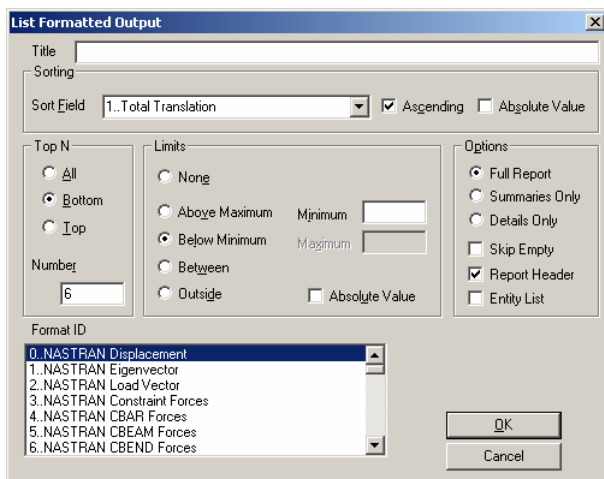 List Formatted Output
Title
Sorting
Sort Field 1..Total Translation Ascending Absolute Value
Top N
All
Bottom
Top
Number
6
Limits
None
Above Maximum Minimum
Below Minimum Maximum
Between
Outside Absolute Value
Options
Full Report
Summaries Only
Details Only
Skip Empty
Report Header
Entity List
Format ID
0..NASTRAN Displacement
1..NASTRAN Eigenvector
2..NASTRAN Load Vector
3..NASTRAN Constraint Forces
4..NASTRAN CBAR Forces
5..NASTRAN CBEAM Forces
6..NASTRAN CBEND Forces
OK
Cancel